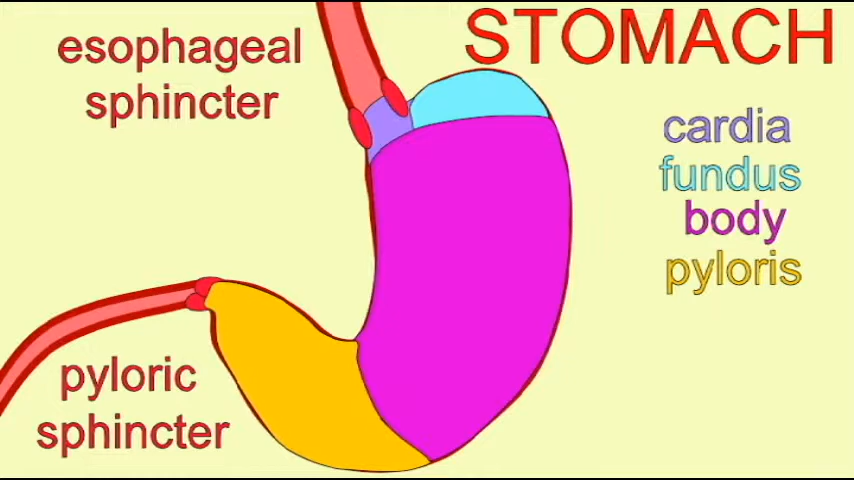 STOMACH
esophageal
sphincter
cardia
fundus
body
pyloris
pyloric
sphincter